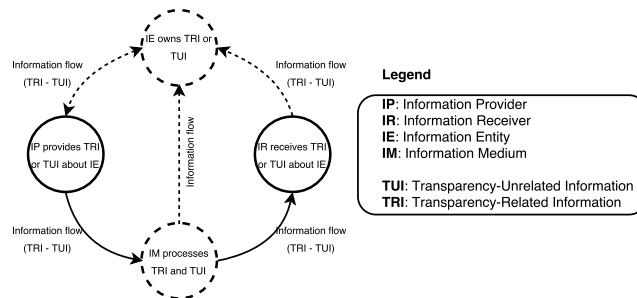 IE owns TRI or
TUI
Information flow
(TRI - TUI)
Information flow
(TRI - TUI)
Information flow
IP provides TRI
or TUI about IE
IR receives TRI
or TUI about IE
Information flow
(TRI - TUI)
IM processes
TRI and TUI
Information flow
(TRI - TUI)
Legend
IP: Information Provider
IR: Information Receiver
IE: Information Entity
IM: Information Medium
TUI: Transparency-Unrelated Information
TRI: Transparency-Related Information